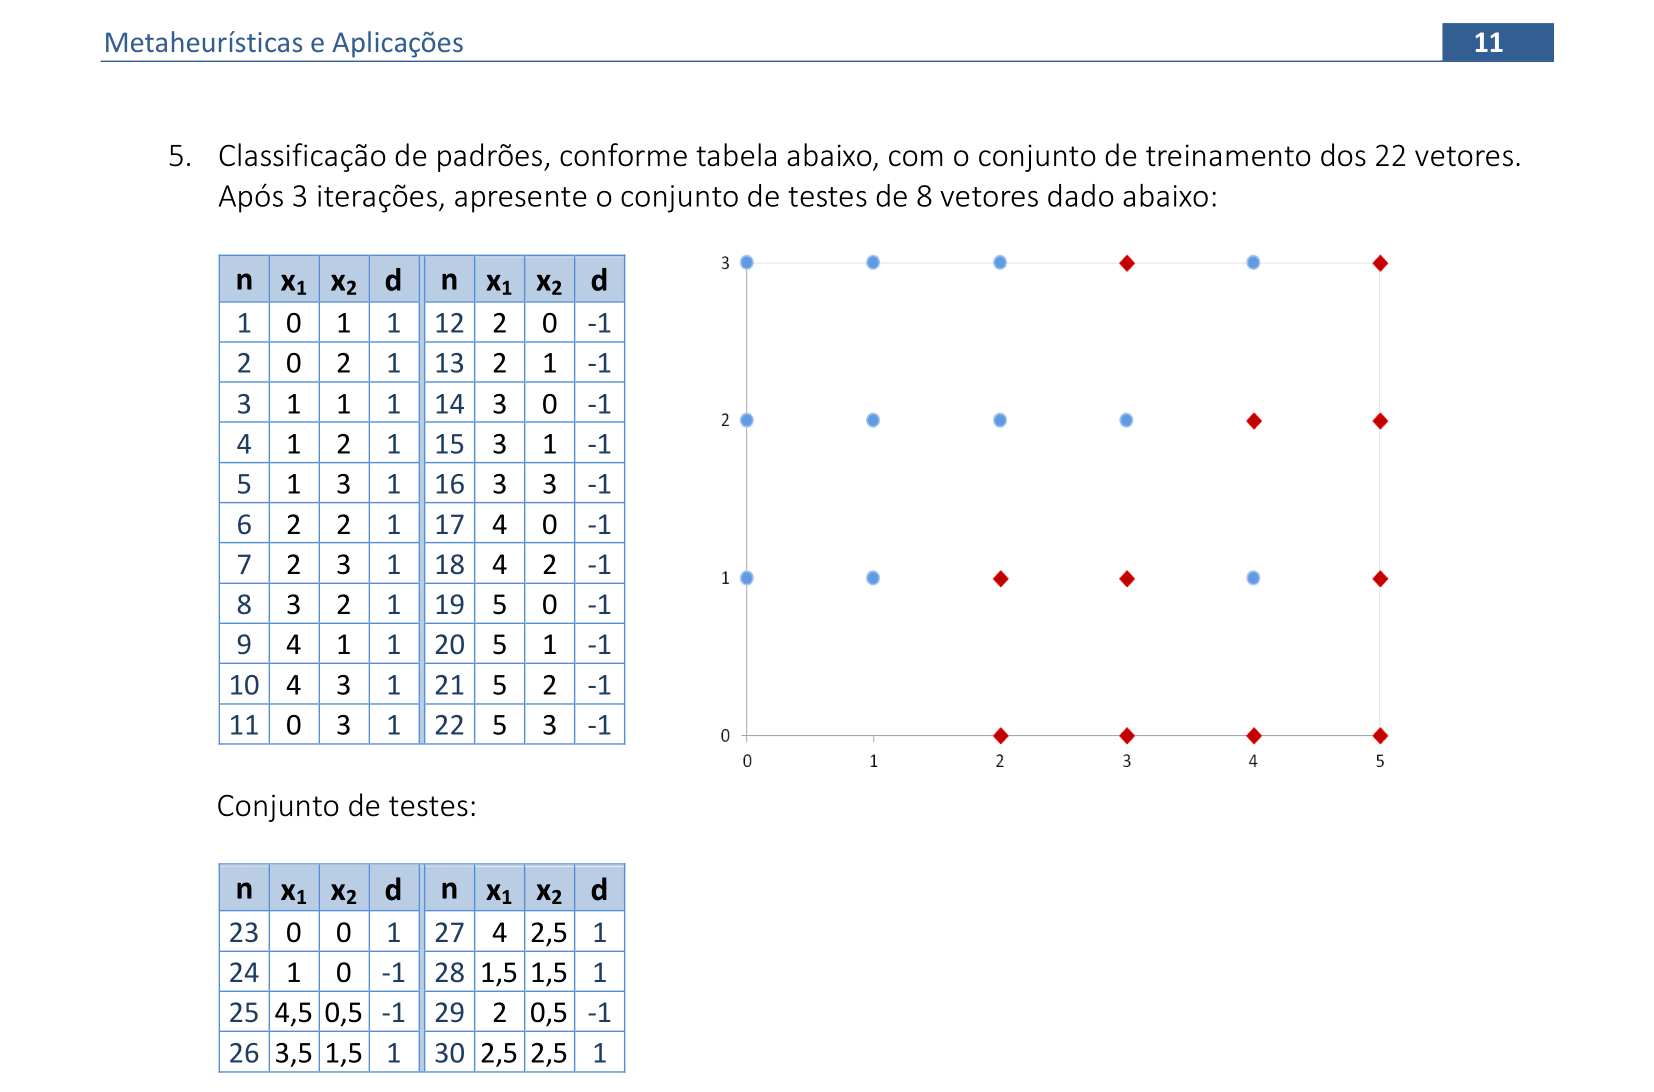 Metaheurísticas e Aplicações 11
5. Classificação de padrões, conforme tabela abaixo, com o conjunto de treinamento dos 22 vetores.
Após 3 iterações, apresente o conjunto de testes de 8 vetores dado abaixo:
n x₁ x₂ d n x₁ x₂ d
1 0 1 1 12 2 0 -1
2 0 2 1 13 2 1 -1
3 1 1 1 14 3 0 -1
4 1 2 1 15 3 1 -1
5 1 3 1 16 3 3 -1
6 2 2 1 17 4 0 -1
7 2 3 1 18 4 2 -1
8 3 2 1 19 5 0 -1
9 4 1 1 20 5 1 -1
10 4 3 1 21 5 2 -1
11 0 3 1 22 5 3 -1
3
2
1
0
0 1 2 3 4 5
Conjunto de testes:
n x₁ x₂ d n x₁ x₂ d
23 0 0 1 27 4 2,5 1
24 1 0 -1 28 1,5 1,5 1
25 4,5 0,5 -1 29 2 0,5 -1
26 3,5 1,5 1 30 2,5 2,5 1